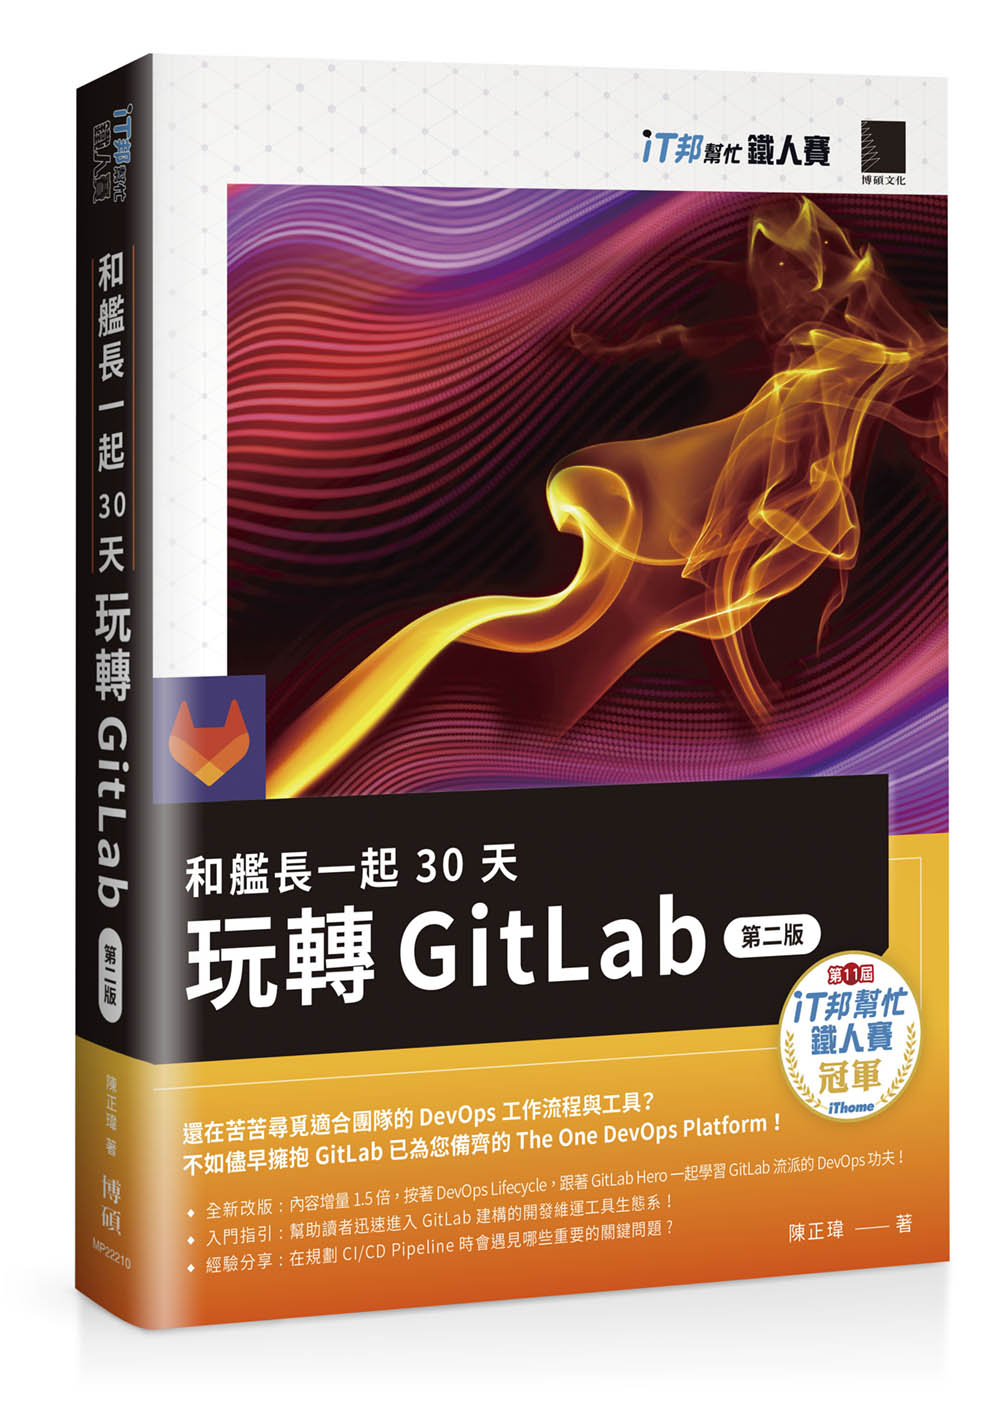 iT邦幫忙
鐵人賽
和艦長一起 30 天
玩轉 GitLab
第二版
陳正瑋 著
博碩
MP22210
iT邦幫忙 鐵人賽
博碩文化
和艦長一起 30 天
玩轉 GitLab 第二版
第11屆
iT邦幫忙
鐵人賽
冠軍
iThome
還在苦苦尋覓適合團隊的 DevOps 工作流程與工具？
不如儘早擁抱 GitLab 已為您備齊的 The One DevOps Platform！
◆ 全新改版：內容增量 1.5 倍，按著 DevOps Lifecycle，跟著 GitLab Hero 一起學習 GitLab 流派的 DevOps 功夫！
◆ 入門指引：幫助讀者迅速進入 GitLab 建構的開發維運工具生態系！
◆ 經驗分享：在規劃 CI/CD Pipeline 時會遇見哪些重要的關鍵問題？
陳正瑋 —— 著